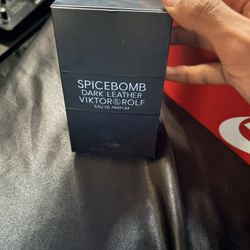 SPICEBOMB
DARK LEATHER
VIKTOR&ROLF
EAU DE PARFUM